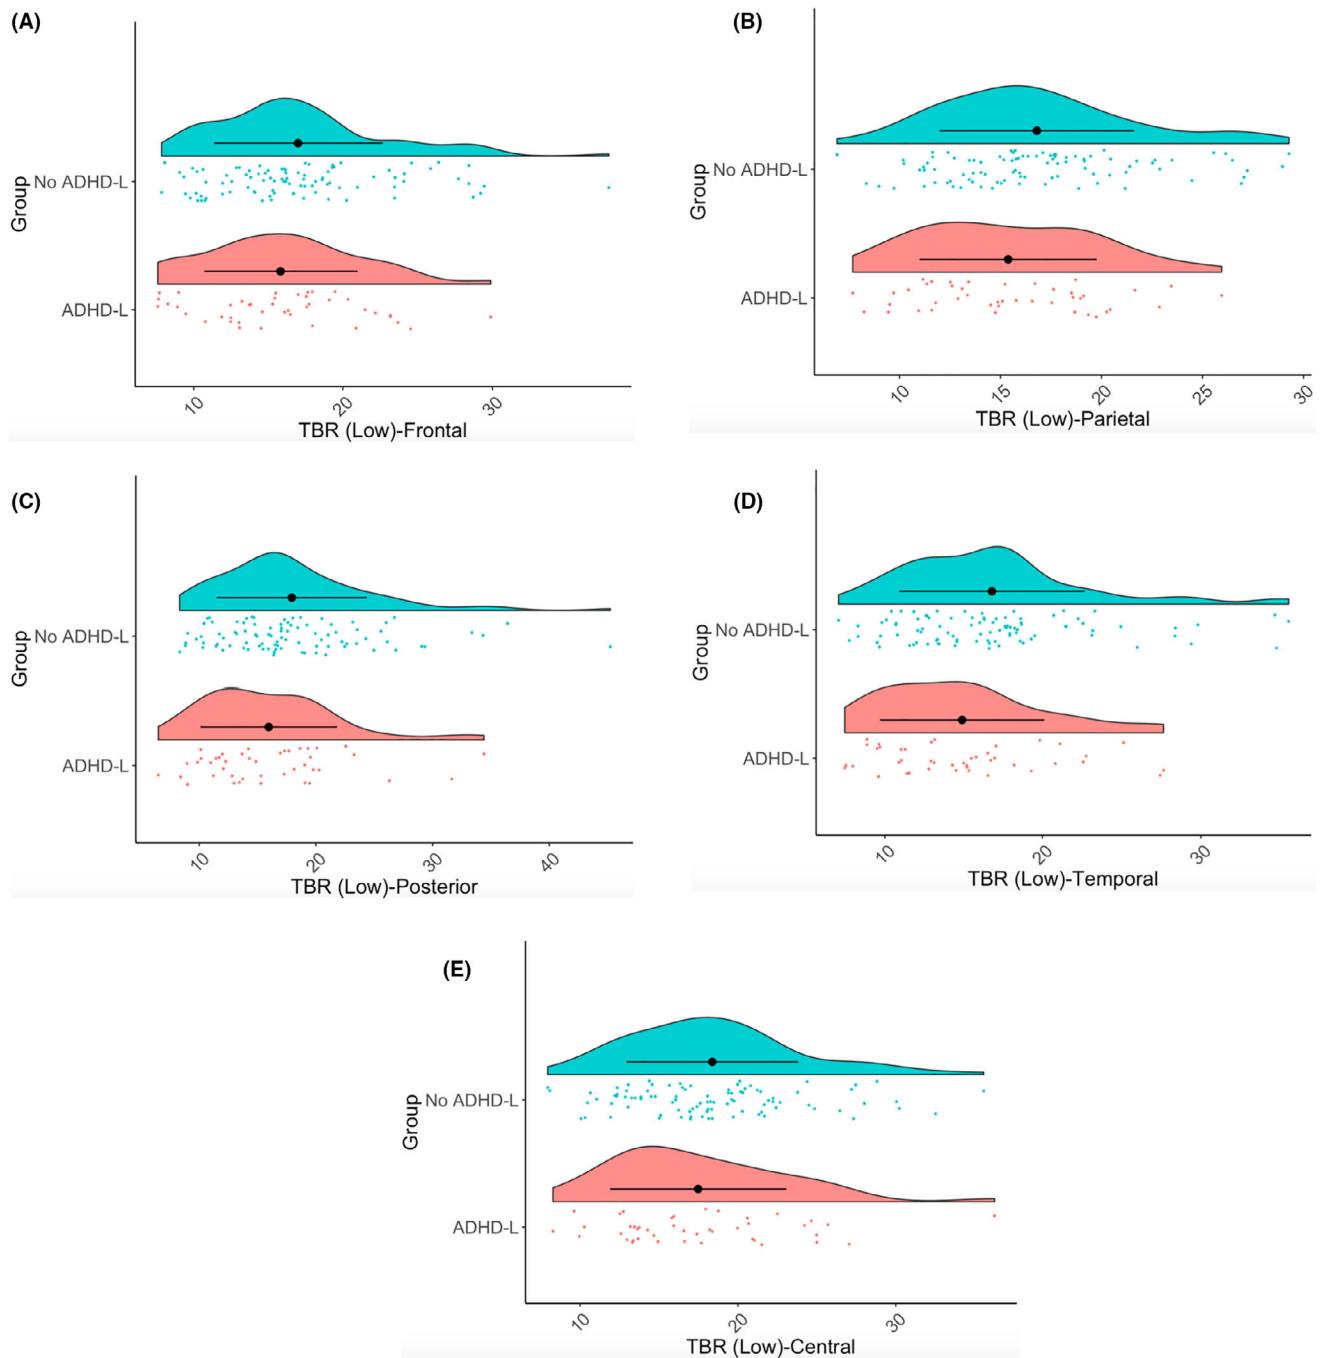 (A)
Group
No ADHD-L
ADHD-L
10 20 30
TBR (Low)-Frontal
(B)
Group
No ADHD-L
ADHD-L
10 15 20 25 30
TBR (Low)-Parietal
(C)
Group
No ADHD-L
ADHD-L
10 20 30 40
TBR (Low)-Posterior
(D)
Group
No ADHD-L
ADHD-L
10 20 30
TBR (Low)-Temporal
(E)
Group
No ADHD-L
ADHD-L
10 20 30
TBR (Low)-Central